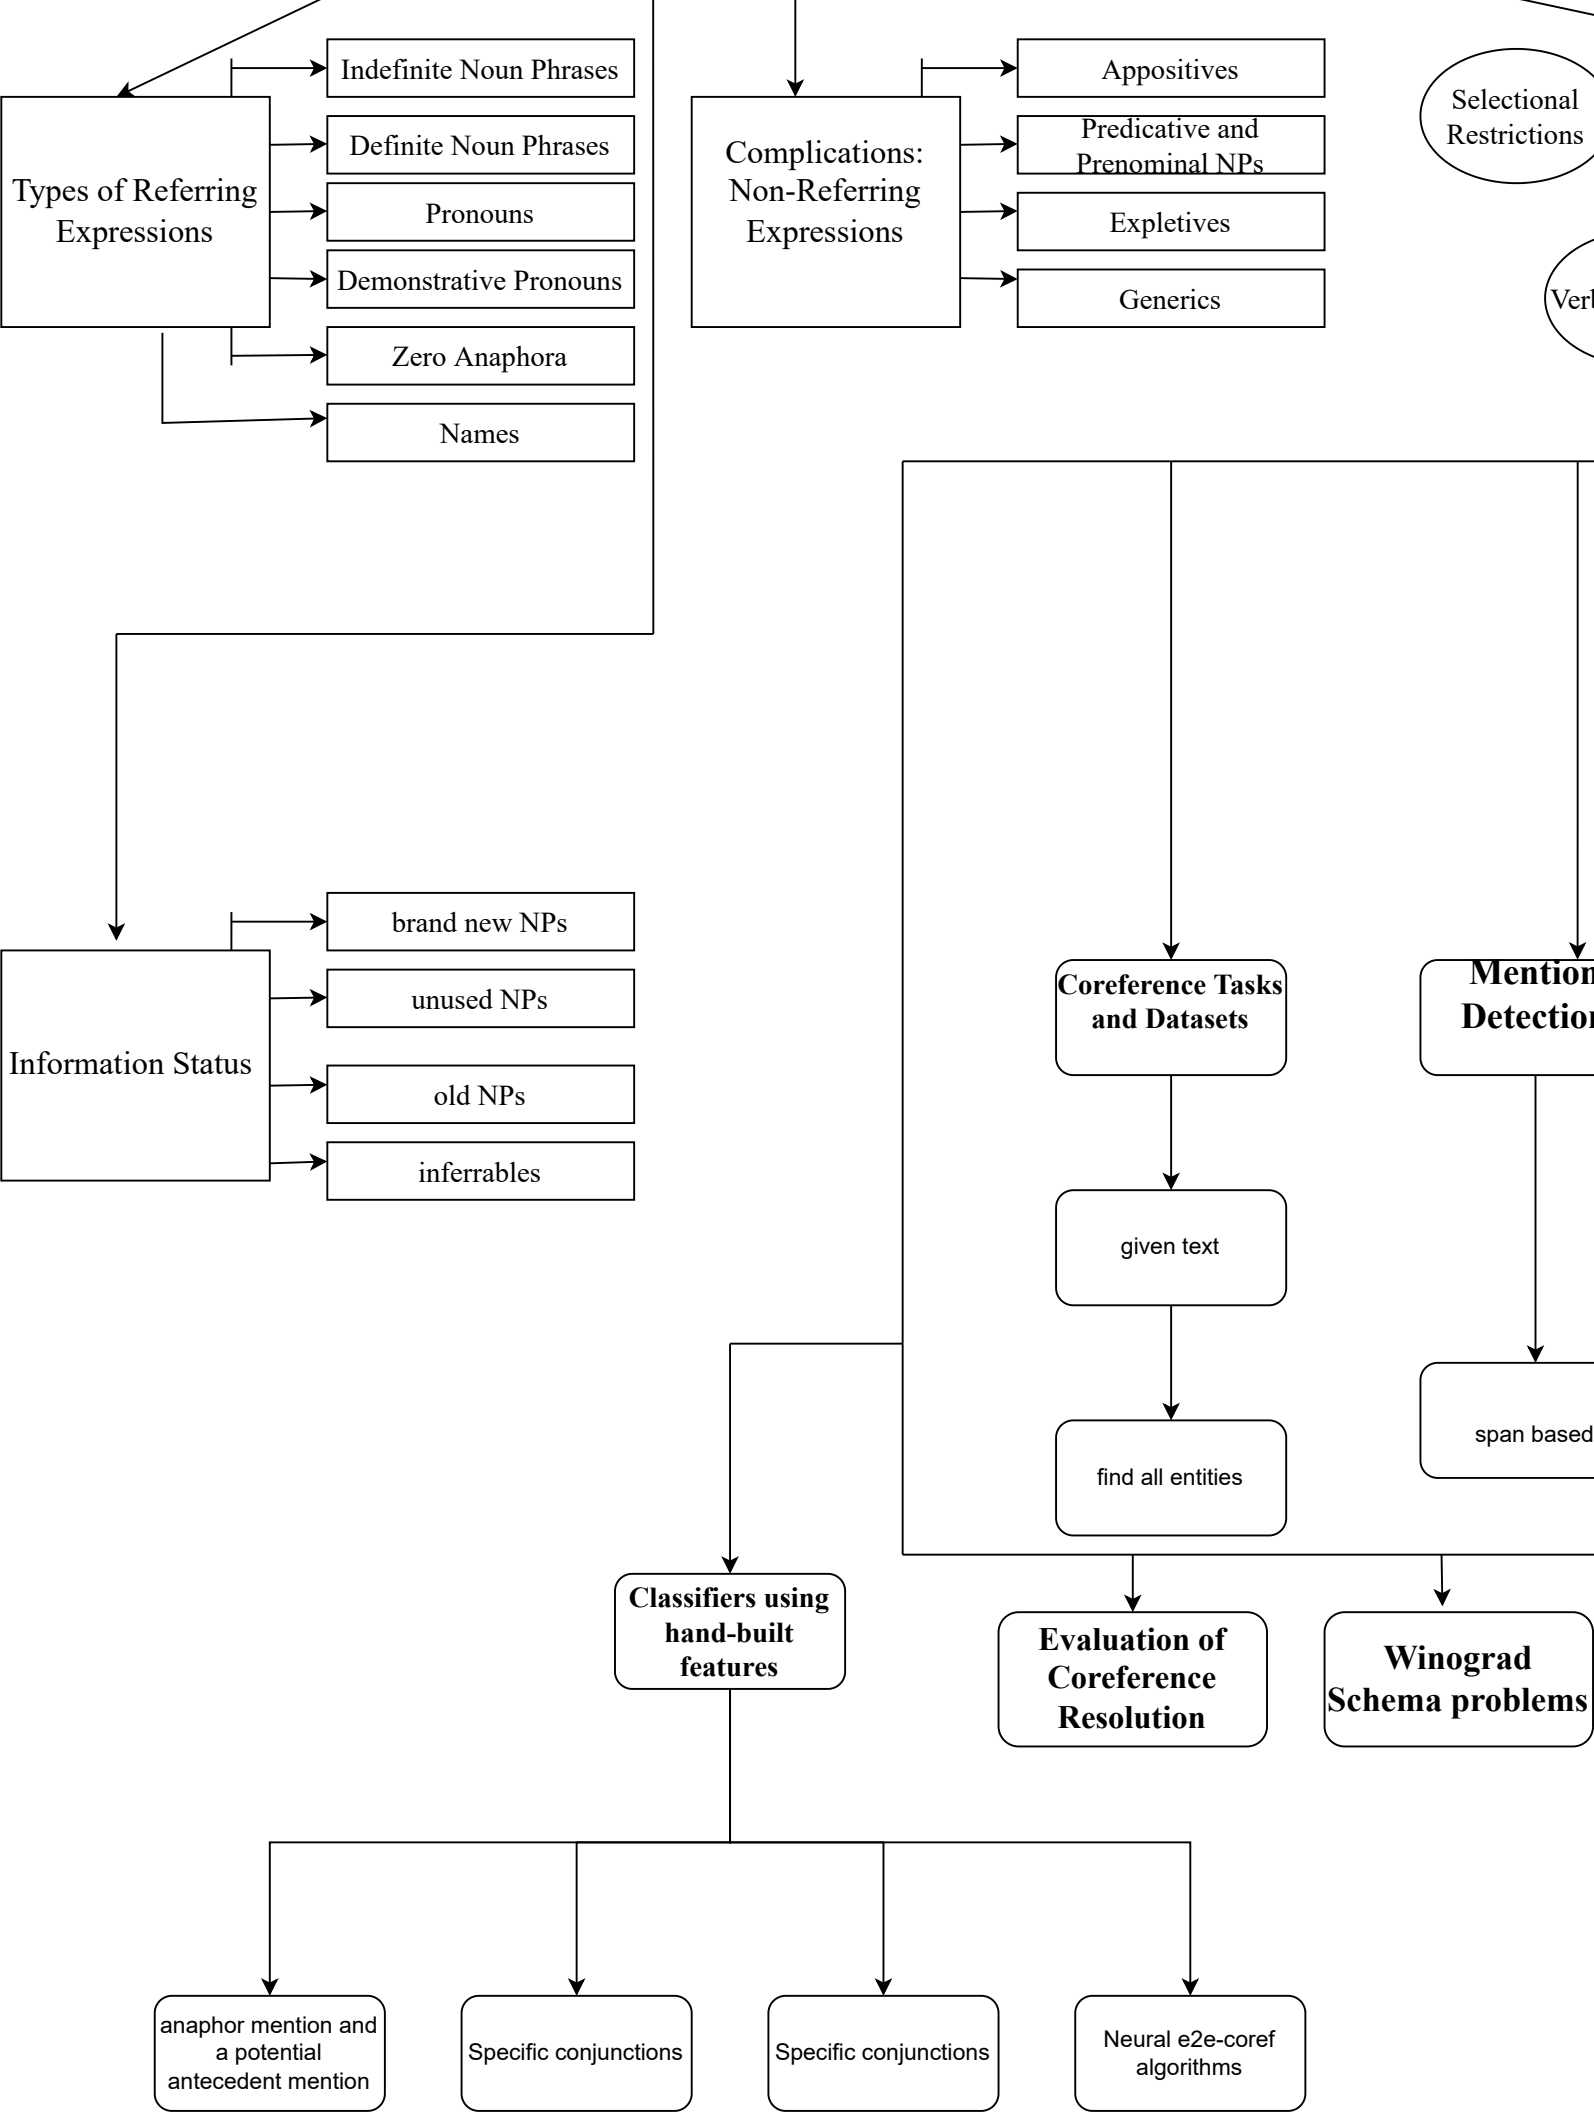 Indefinite Noun Phrases
Definite Noun Phrases
Types of Referring
Expressions
Pronouns
Demonstrative Pronouns
Zero Anaphora
Names
Appositives
Predicative and
Prenominal NPs
Complications:
Non-Referring
Expressions
Expletives
Generics
Selectional
Restrictions
brand new NPs
unused NPs
Information Status
old NPs
inferrables
Coreference Tasks
and Datasets
given text
find all entities
span based
Classifiers using
hand-built
features
Evaluation of
Coreference
Resolution
Winograd
Schema problems
anaphor mention and
a potential
antecedent mention
Specific conjunctions
Specific conjunctions
Neural e2e-coref
algorithms